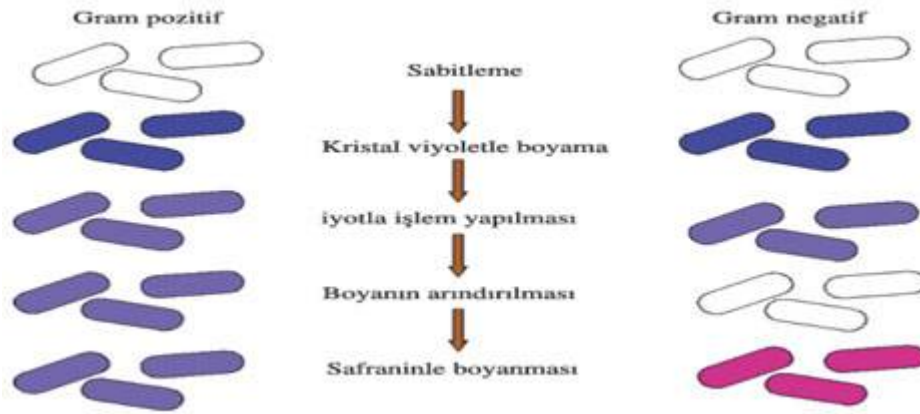 Gram pozitif
Gram negatif
Sabitleme
Kristal viyoletle boyama
iyotla işlem yapılması
Boyanın arındırılması
Safraninle boyanması